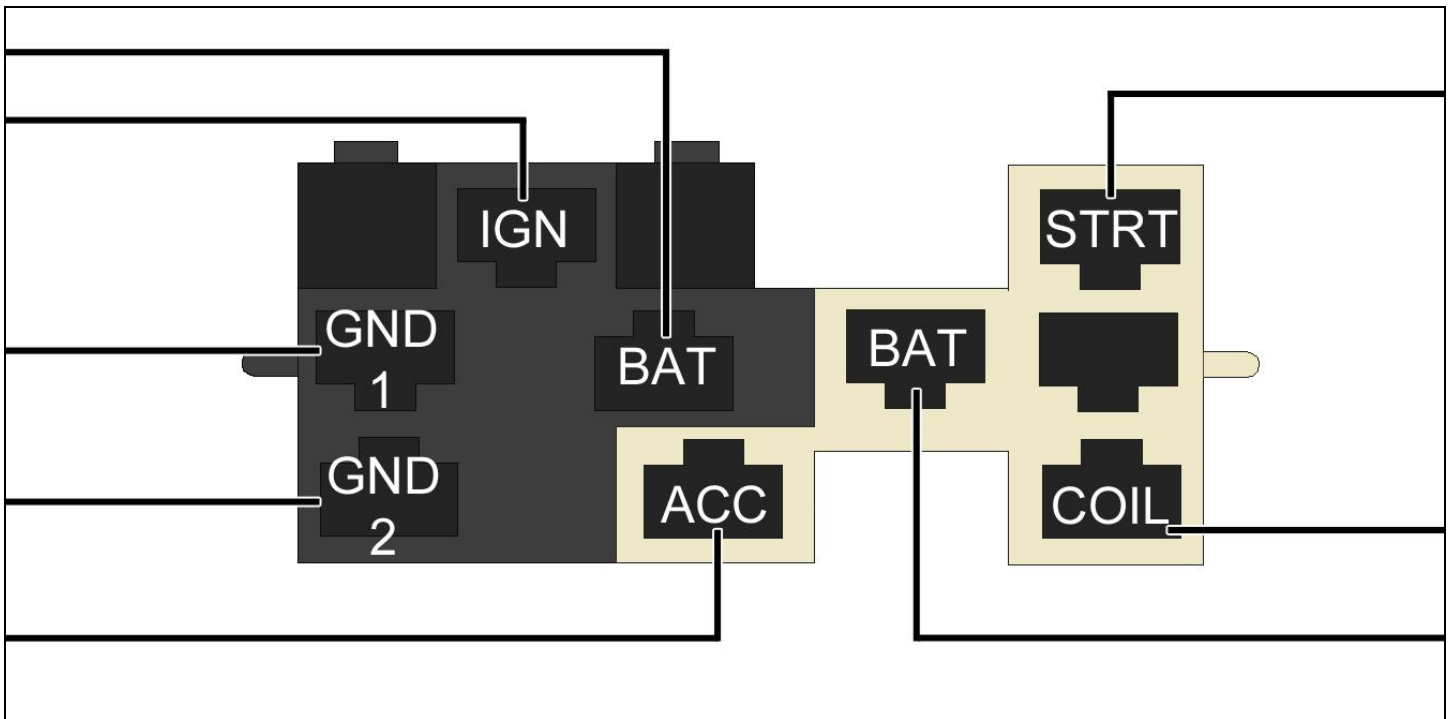 IGN
STRT
GND
1
BAT
BAT
GND
2
ACC
COIL